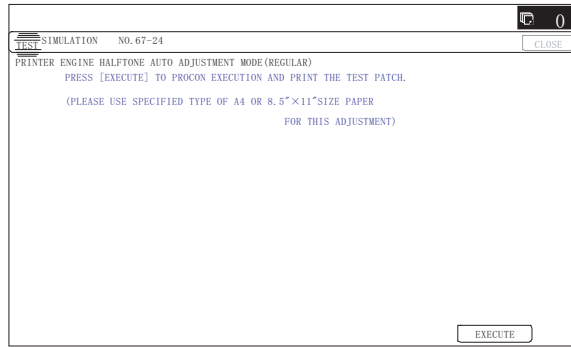 0
TEST SIMULATION NO. 67-24
CLOSE
PRINTER ENGINE HALFTONE AUTO ADJUSTMENT MODE(REGULAR)
PRESS [EXECUTE] TO PROCON EXECUTION AND PRINT THE TEST PATCH.
(PLEASE USE SPECIFIED TYPE OF A4 OR 8.5″×11″SIZE PAPER
FOR THIS ADJUSTMENT)
EXECUTE